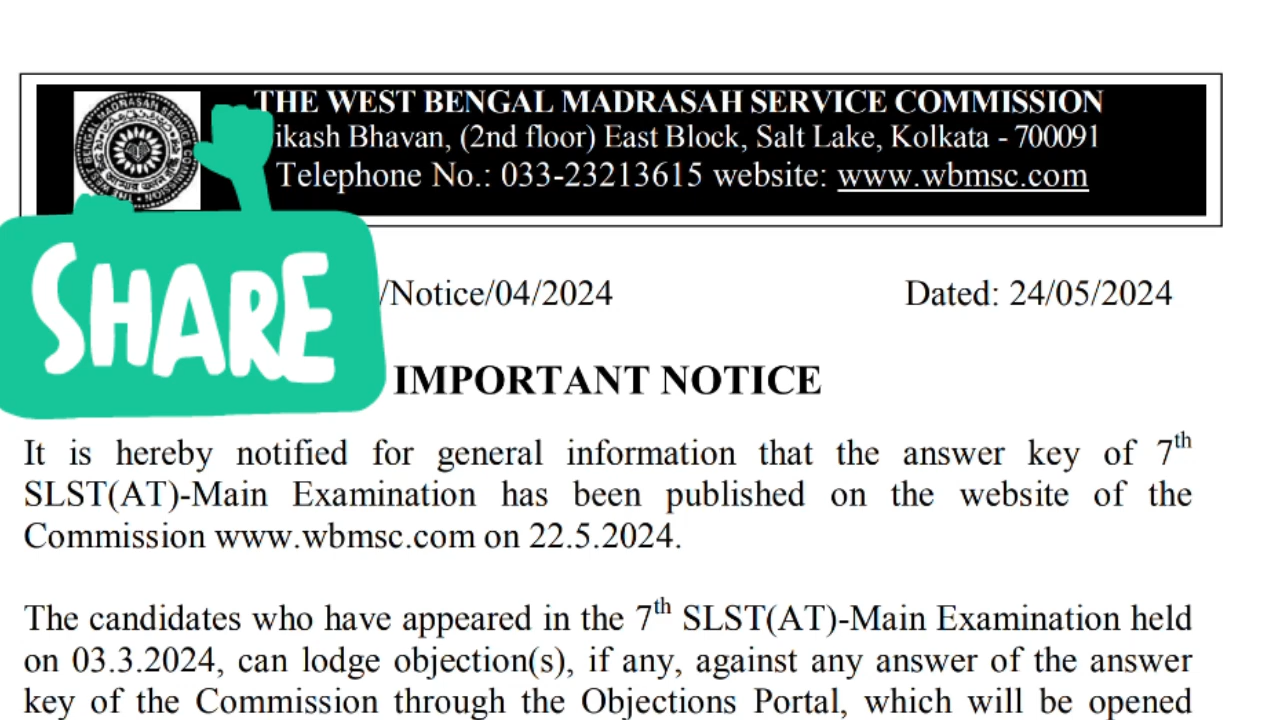 THE WEST BENGAL MADRASAH SERVICE COMMISSION
ikash Bhavan, (2nd floor) East Block, Salt Lake, Kolkata - 700091
Telephone No.: 033-23213615 website: www.wbmsc.com
SHARE
/Notice/04/2024 Dated: 24/05/2024
IMPORTANT NOTICE
It is hereby notified for general information that the answer key of 7th
SLST(AT)-Main Examination has been published on the website of the
Commission www.wbmsc.com on 22.5.2024.
The candidates who have appeared in the 7th SLST(AT)-Main Examination held
on 03.3.2024, can lodge objection(s), if any, against any answer of the answer
key of the Commission through the Objections Portal, which will be opened